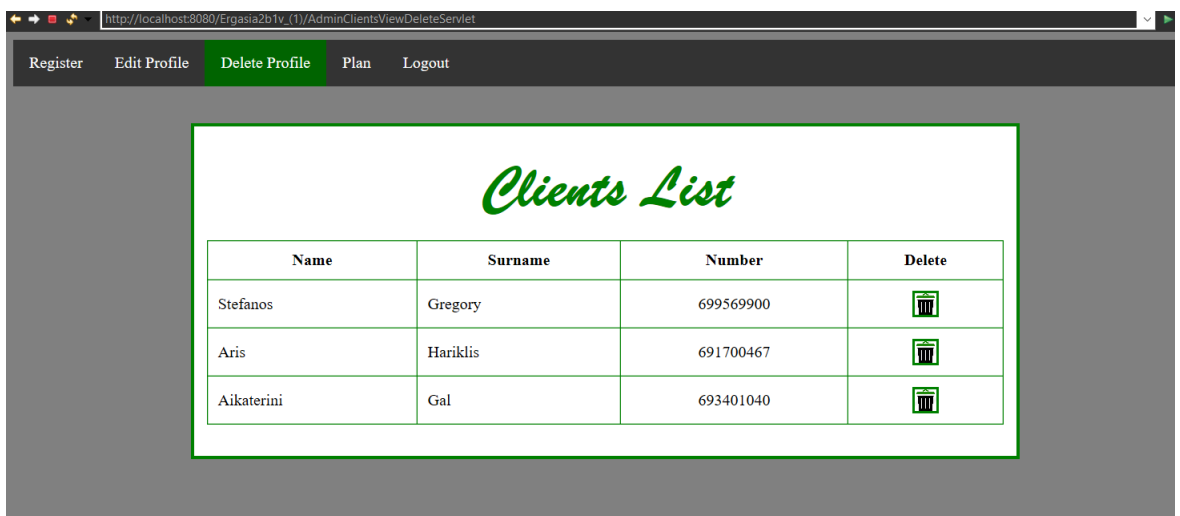 http://localhost:8080/Ergasia2b1v_(1)/AdminClientsViewDeleteServlet
Register Edit Profile Delete Profile Plan Logout
Clients List
Name Surname Number Delete
Stefanos Gregory 699569900
Aris Hariklis 691700467
Aikaterini Gal 693401040